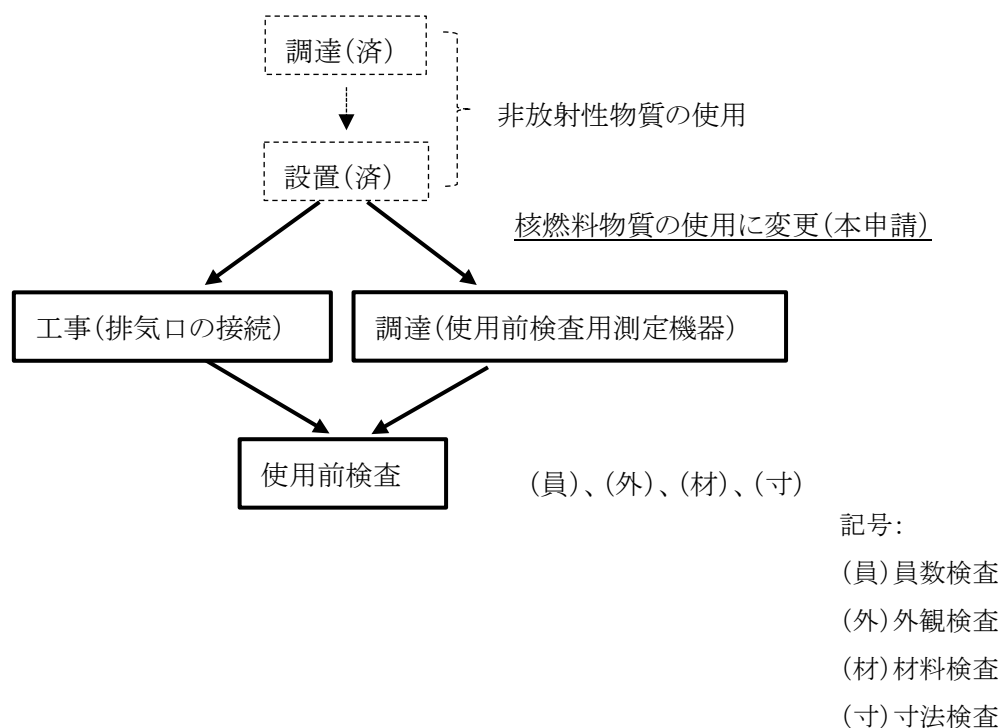 調達(済)
非放射性物質の使用
設置(済)
核燃料物質の使用に変更(本申請)
工事(排気口の接続)
調達(使用前検査用測定機器)
使用前検査
(員)、(外)、(材)、(寸)
記号:
(員)員数検査
(外)外観検査
(材)材料検査
(寸)寸法検査